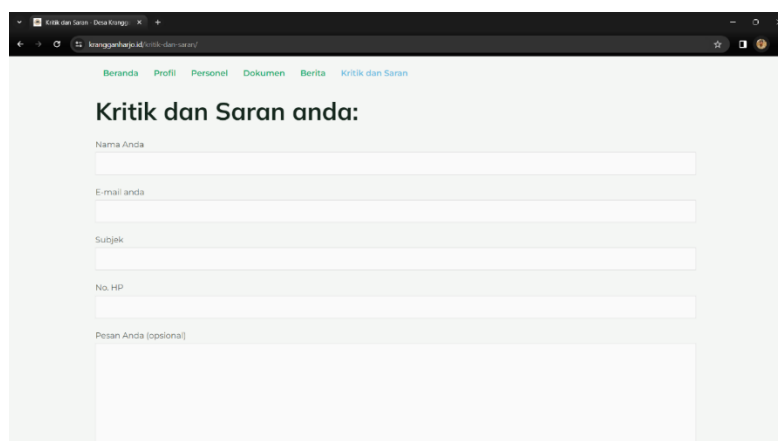 Kritik dan Saran - Desa Krangg
krangganharjo.id/kritik-dan-saran/
Beranda Profil Personel Dokumen Berita Kritik dan Saran
Kritik dan Saran anda:
Nama Anda
E-mail anda
Subjek
No. HP
Pesan Anda (opsional)